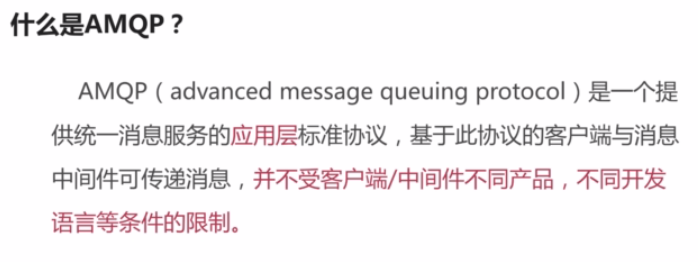 什么是AMQP？
AMQP（advanced message queuing protocol）是一个提
供统一消息服务的应用层标准协议，基于此协议的客户端与消息
中间件可传递消息，并不受客户端/中间件不同产品，不同开发
语言等条件的限制。